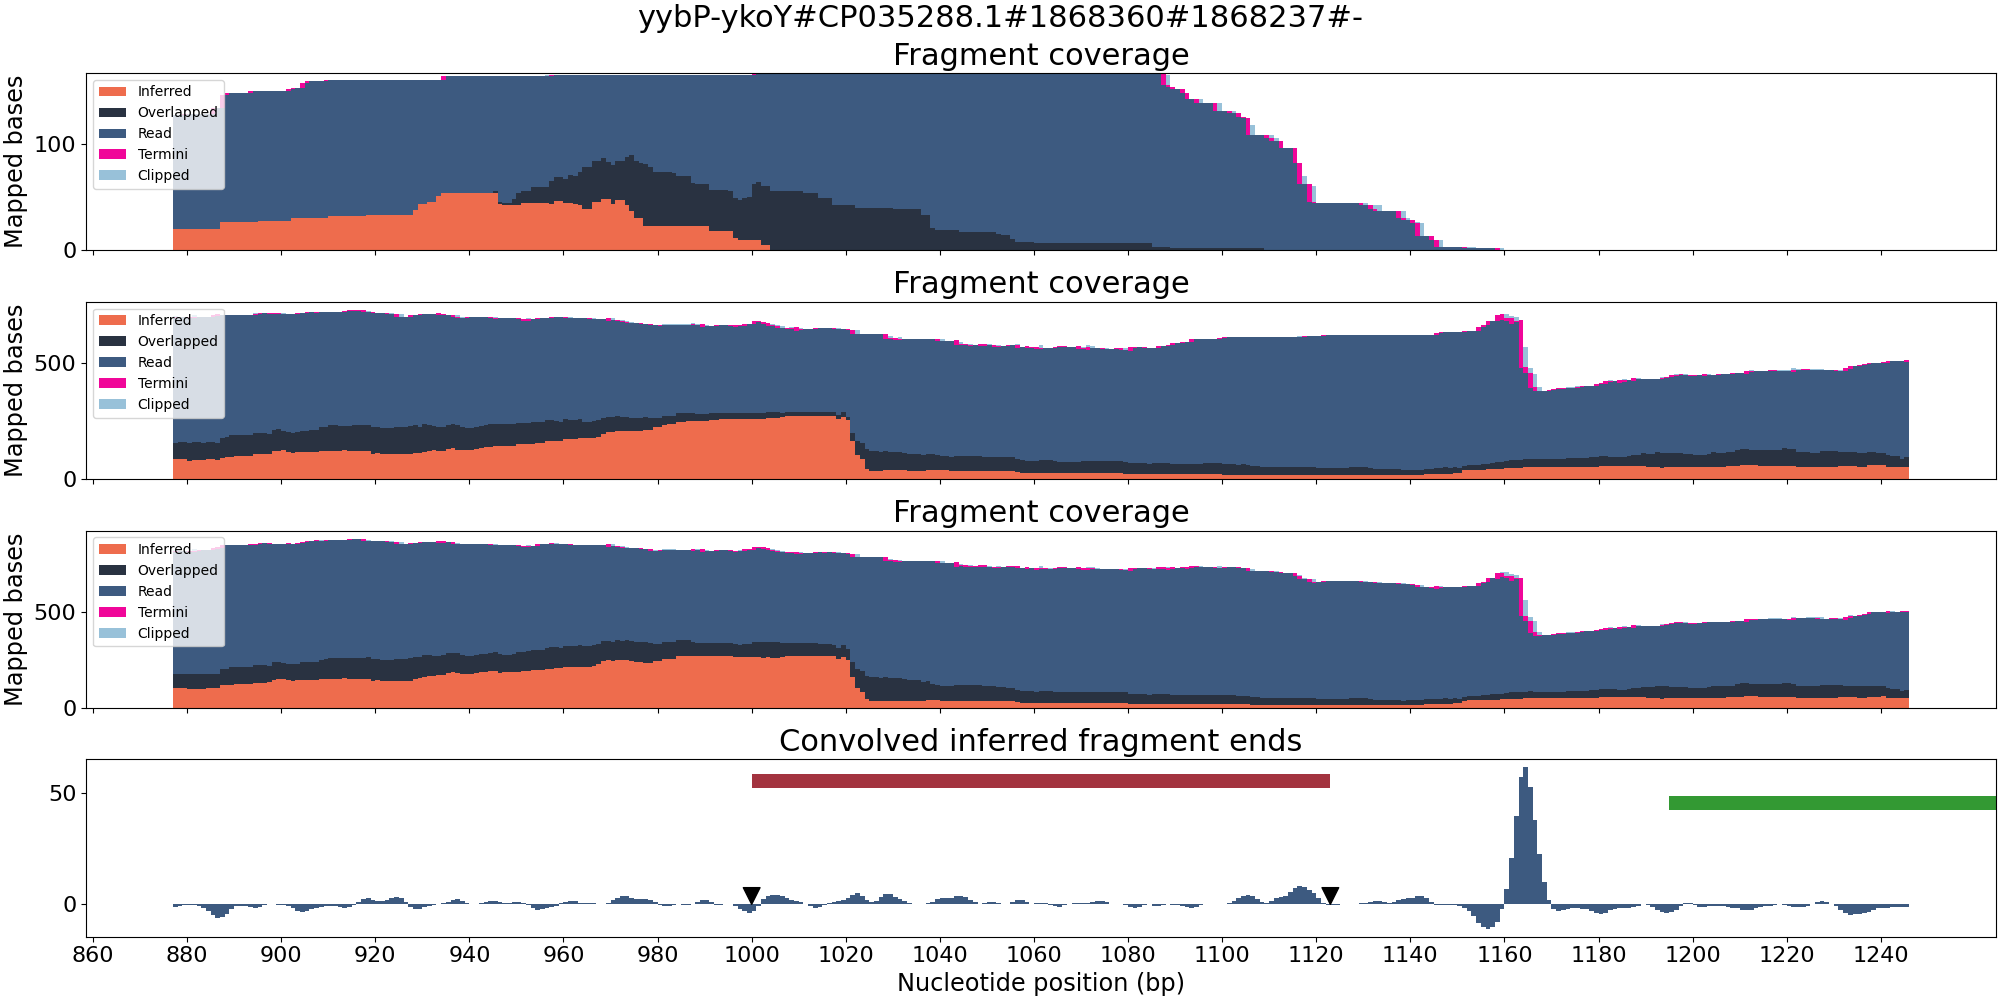 yybP-ykoY#CP035288.1#1868360#1868237#-
Fragment coverage
Mapped bases
100
0
Inferred
Overlapped
Read
Termini
Clipped
Fragment coverage
Mapped bases
500
0
Inferred
Overlapped
Read
Termini
Clipped
Fragment coverage
Mapped bases
500
0
Inferred
Overlapped
Read
Termini
Clipped
Convolved inferred fragment ends
50
0
860 880 900 920 940 960 980 1000 1020 1040 1060 1080 1100 1120 1140 1160 1180 1200 1220 1240
Nucleotide position (bp)